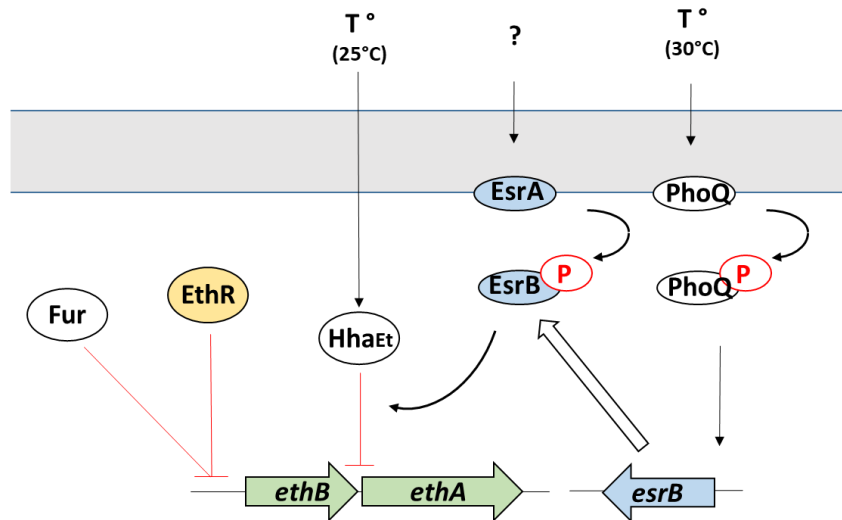 T °
(25°C)
?
T °
(30°C)
EsrA
PhoQ
EsrB
P
PhoQ
P
Fur
EthR
HhaEt
ethB
ethA
esrB